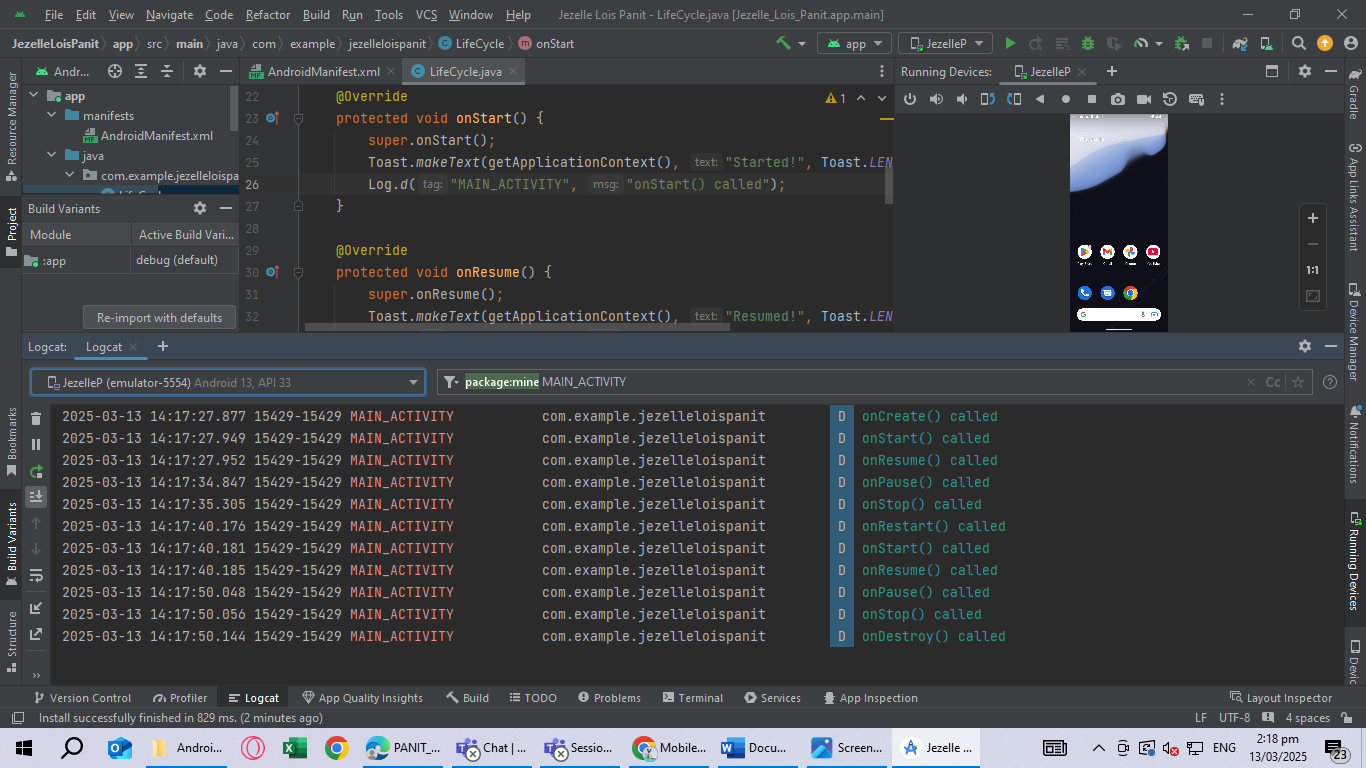 File Edit View Navigate Code Refactor Build Run Tools VCS Window Help Jezelle Lois Panit - LifeCycle.java [Jezelle_Lois_Panit.app.main]
JezelleLoisPanit app src main java com example jezelleloispanit LifeCycle onStart app JezelleP
Andr... AndroidManifest.xml LifeCycle.java Running Devices: JezelleP
app
manifests
AndroidManifest.xml
java
com.example.jezelleloispa
Build Variants
Module Active Build Vari...
:app debug (default)
Re-import with defaults
1
22 @Override
23 protected void onStart() {
24 super.onStart();
25 Toast.makeText(getApplicationContext(), text: "Started!", Toast.LEN
26 Log.d( tag: "MAIN_ACTIVITY", msg: "onStart() called");
27 }
28
29 @Override
30 protected void onResume() {
31 super.onResume();
32 Toast.makeText(getApplicationContext(), text: "Resumed!", Toast.LEN
1:1
Logcat: Logcat
JezelleP (emulator-5554) Android 13, API 33 package:mine MAIN_ACTIVITY Cc
2025-03-13 14:17:27.877 15429-15429 MAIN_ACTIVITY com.example.jezelleloispanit D onCreate() called
2025-03-13 14:17:27.949 15429-15429 MAIN_ACTIVITY com.example.jezelleloispanit D onStart() called
2025-03-13 14:17:27.952 15429-15429 MAIN_ACTIVITY com.example.jezelleloispanit D onResume() called
2025-03-13 14:17:34.847 15429-15429 MAIN_ACTIVITY com.example.jezelleloispanit D onPause() called
2025-03-13 14:17:35.305 15429-15429 MAIN_ACTIVITY com.example.jezelleloispanit D onStop() called
2025-03-13 14:17:40.176 15429-15429 MAIN_ACTIVITY com.example.jezelleloispanit D onRestart() called
2025-03-13 14:17:40.181 15429-15429 MAIN_ACTIVITY com.example.jezelleloispanit D onStart() called
2025-03-13 14:17:40.185 15429-15429 MAIN_ACTIVITY com.example.jezelleloispanit D onResume() called
2025-03-13 14:17:50.048 15429-15429 MAIN_ACTIVITY com.example.jezelleloispanit D onPause() called
2025-03-13 14:17:50.056 15429-15429 MAIN_ACTIVITY com.example.jezelleloispanit D onStop() called
2025-03-13 14:17:50.144 15429-15429 MAIN_ACTIVITY com.example.jezelleloispanit D onDestroy() called
Resource Manager
Project
Bookmarks
Build Variants
Structure
Gradle
App Links Assistant
Device Manager
Notifications
Running Devices
Version Control Profiler Logcat App Quality Insights Build TODO Problems Terminal Services App Inspection Layout Inspector
Install successfully finished in 829 ms. (2 minutes ago) LF UTF-8 4 spaces
Androi... PANIT_... Chat | ... Sessio... Mobile... Docu... Screen... Jezelle ... ENG 2:18 pm
13/03/2025 23